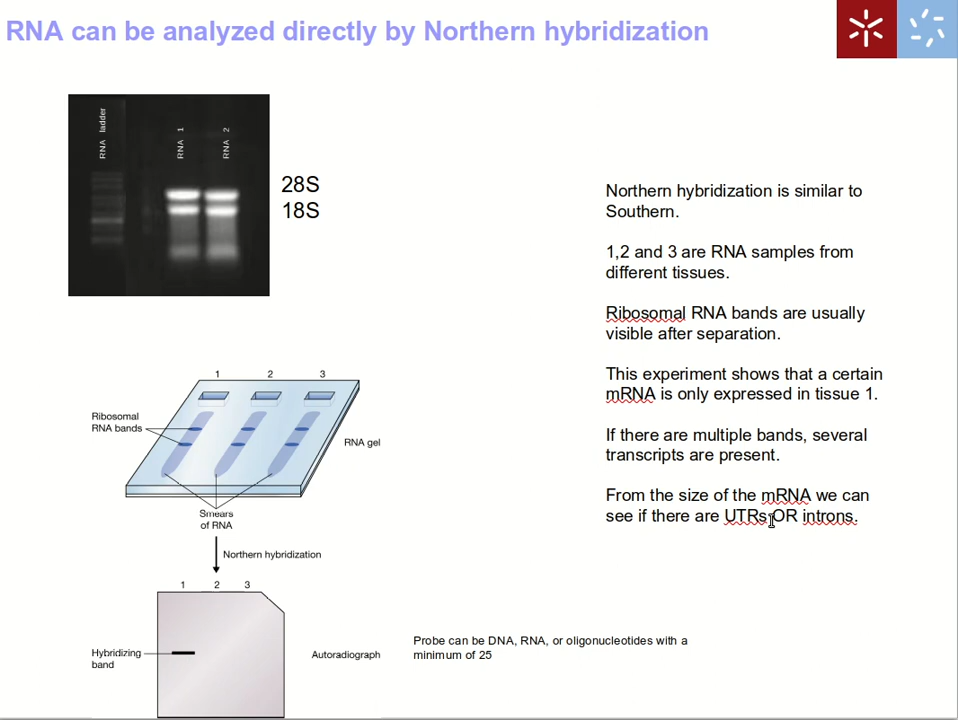 RNA can be analyzed directly by Northern hybridization
RNA ladder
RNA 1
RNA 2
28S
18S
Northern hybridization is similar to
Southern.
1,2 and 3 are RNA samples from
different tissues.
Ribosomal RNA bands are usually
visible after separation.
This experiment shows that a certain
mRNA is only expressed in tissue 1.
If there are multiple bands, several
transcripts are present.
From the size of the mRNA we can
see if there are UTRs OR introns.
1 2 3
Ribosomal
RNA bands
RNA gel
Smears
of RNA
Northern hybridization
1 2 3
Hybridizing
band
Autoradiograph
Probe can be DNA, RNA, or oligonucleotides with a
minimum of 25